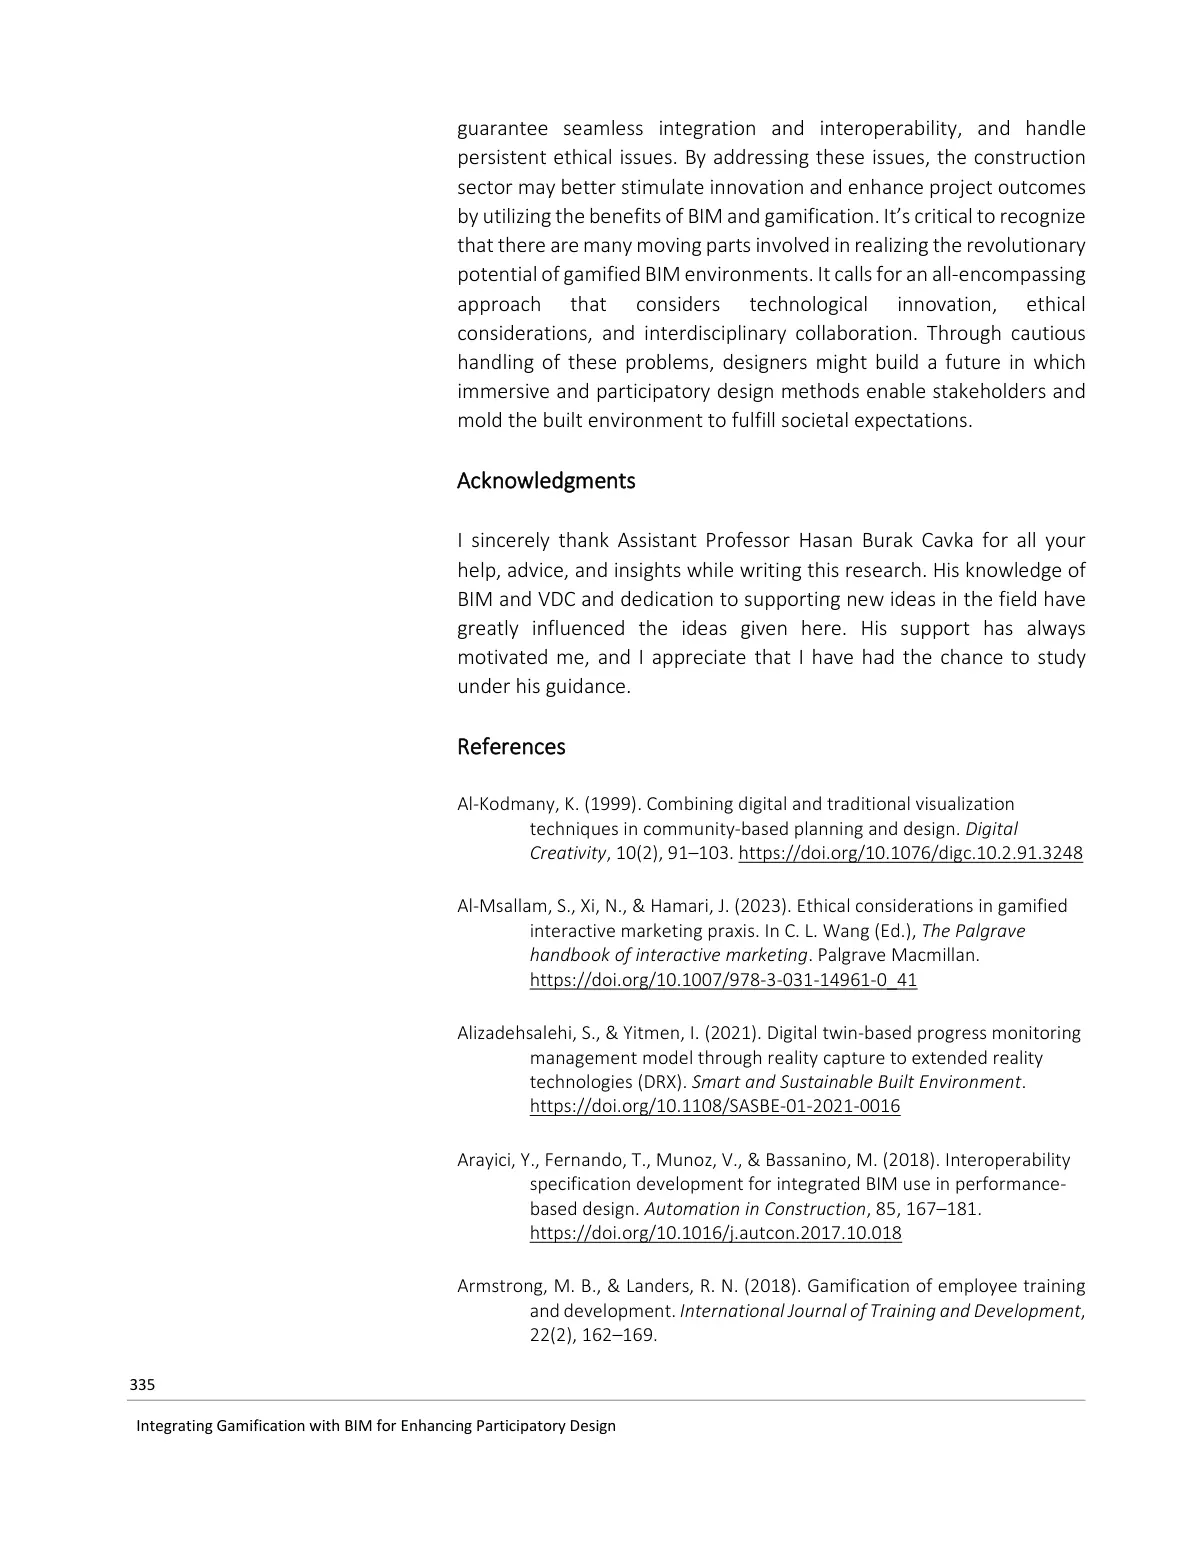 guarantee seamless integration and interoperability, and handle
persistent ethical issues. By addressing these issues, the construction
sector may better stimulate innovation and enhance project outcomes
by utilizing the benefits of BIM and gamification. It’s critical to recognize
that there are many moving parts involved in realizing the revolutionary
potential of gamified BIM environments. It calls for an all-encompassing
approach that considers technological innovation, ethical
considerations, and interdisciplinary collaboration. Through cautious
handling of these problems, designers might build a future in which
immersive and participatory design methods enable stakeholders and
mold the built environment to fulfill societal expectations.
Acknowledgments
I sincerely thank Assistant Professor Hasan Burak Cavka for all your
help, advice, and insights while writing this research. His knowledge of
BIM and VDC and dedication to supporting new ideas in the field have
greatly influenced the ideas given here. His support has always
motivated me, and I appreciate that I have had the chance to study
under his guidance.
References
Al-Kodmany, K. (1999). Combining digital and traditional visualization
techniques in community-based planning and design. Digital
Creativity, 10(2), 91–103. https://doi.org/10.1076/digc.10.2.91.3248
Al-Msallam, S., Xi, N., & Hamari, J. (2023). Ethical considerations in gamified
interactive marketing praxis. In C. L. Wang (Ed.), The Palgrave
handbook of interactive marketing. Palgrave Macmillan.
https://doi.org/10.1007/978-3-031-14961-0_41
Alizadehsalehi, S., & Yitmen, I. (2021). Digital twin-based progress monitoring
management model through reality capture to extended reality
technologies (DRX). Smart and Sustainable Built Environment.
https://doi.org/10.1108/SASBE-01-2021-0016
Arayici, Y., Fernando, T., Munoz, V., & Bassanino, M. (2018). Interoperability
specification development for integrated BIM use in performance-
based design. Automation in Construction, 85, 167–181.
https://doi.org/10.1016/j.autcon.2017.10.018
Armstrong, M. B., & Landers, R. N. (2018). Gamification of employee training
and development. International Journal of Training and Development,
22(2), 162–169.
335
Integrating Gamification with BIM for Enhancing Participatory Design